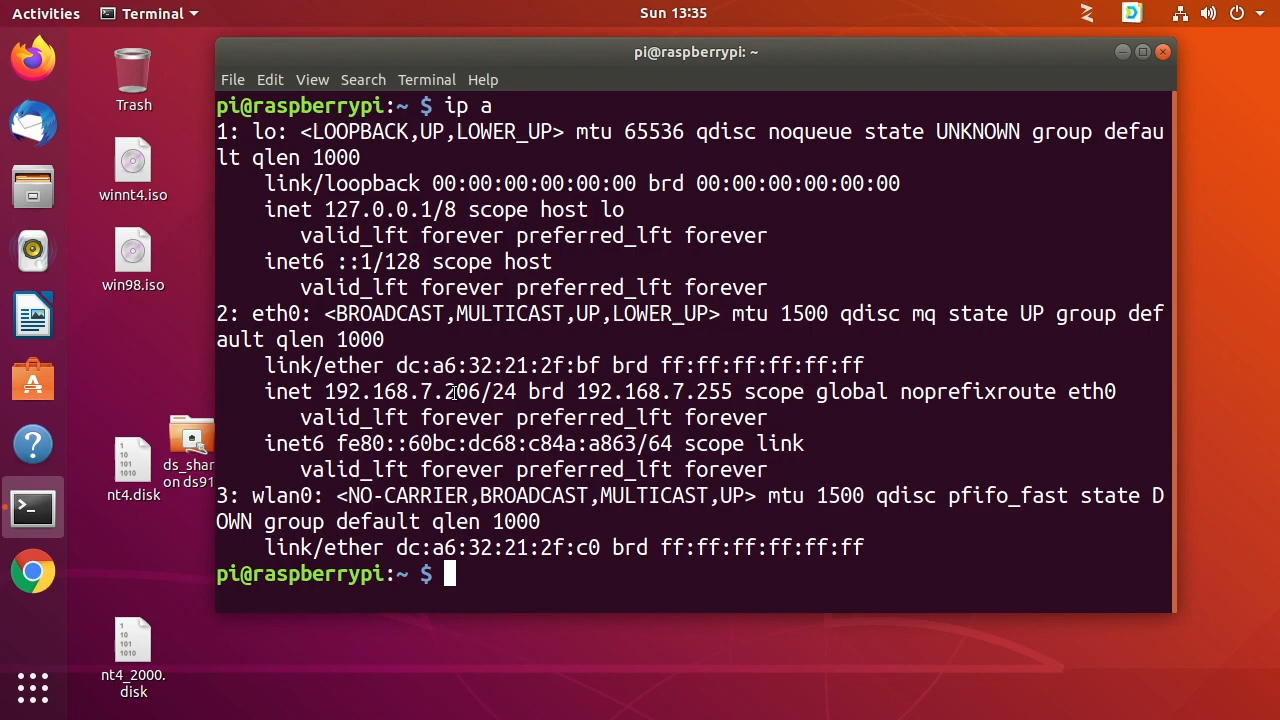 Activities
Terminal
Sun 13:35
pi@raspberrypi: ~
File Edit View Search Terminal Help
pi@raspberrypi:~ $ ip a
1: lo: <LOOPBACK,UP,LOWER_UP> mtu 65536 qdisc noqueue state UNKNOWN group defau
lt qlen 1000
link/loopback 00:00:00:00:00:00 brd 00:00:00:00:00:00
inet 127.0.0.1/8 scope host lo
valid_lft forever preferred_lft forever
inet6 ::1/128 scope host
valid_lft forever preferred_lft forever
2: eth0: <BROADCAST,MULTICAST,UP,LOWER_UP> mtu 1500 qdisc mq state UP group def
ault qlen 1000
link/ether dc:a6:32:21:2f:bf brd ff:ff:ff:ff:ff:ff
inet 192.168.7.206/24 brd 192.168.7.255 scope global noprefixroute eth0
valid_lft forever preferred_lft forever
inet6 fe80::60bc:dc68:c84a:a863/64 scope link
valid_lft forever preferred_lft forever
3: wlan0: <NO-CARRIER,BROADCAST,MULTICAST,UP> mtu 1500 qdisc pfifo_fast state D
OWN group default qlen 1000
link/ether dc:a6:32:21:2f:c0 brd ff:ff:ff:ff:ff:ff
pi@raspberrypi:~ $
Trash
winnt4.iso
win98.iso
ds_shar
on ds91
nt4.disk
nt4_2000.
disk